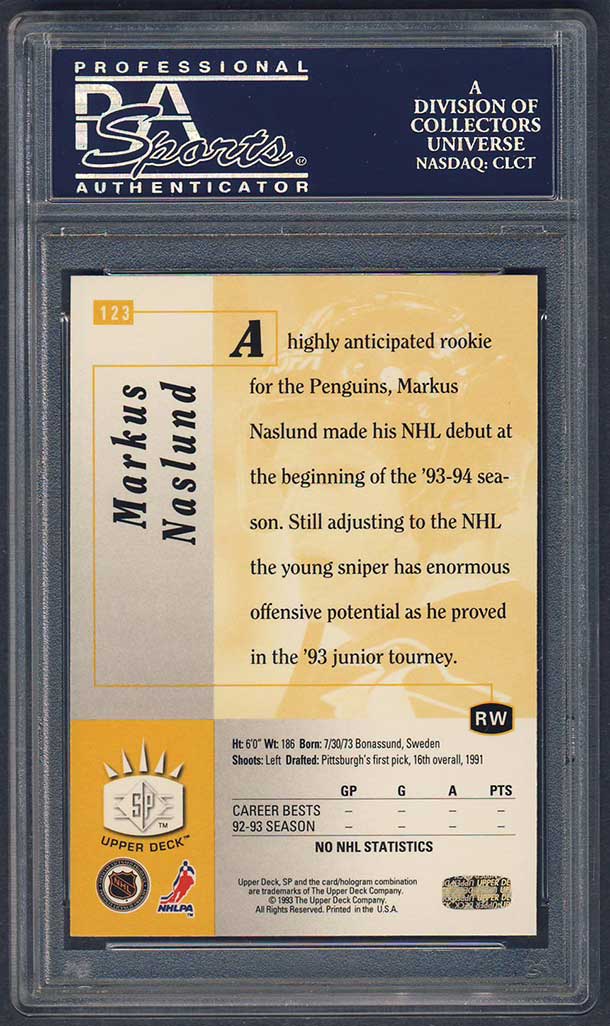 PROFESSIONAL
PSA
Sports®
AUTHENTICATOR
A
DIVISION OF
COLLECTORS
UNIVERSE
NASDAQ: CLCT
123
Markus
Naslund
A highly anticipated rookie
for the Penguins, Markus
Naslund made his NHL debut at
the beginning of the ’93-94 sea-
son. Still adjusting to the NHL
the young sniper has enormous
offensive potential as he proved
in the ’93 junior tourney.
RW
Ht: 6'0" Wt: 186 Born: 7/30/73 Bonassund, Sweden
Shoots: Left Drafted: Pittsburgh's first pick, 16th overall, 1991
GP G A PTS
CAREER BESTS – – – –
92-93 SEASON – – – –
NO NHL STATISTICS
SP™
UPPER DECK™
NHL
NHLPA™
Upper Deck, SP and the card/hologram combination
are trademarks of The Upper Deck Company.
© 1993 The Upper Deck Company.
All Rights Reserved. Printed in the U.S.A.
UPPER DECK